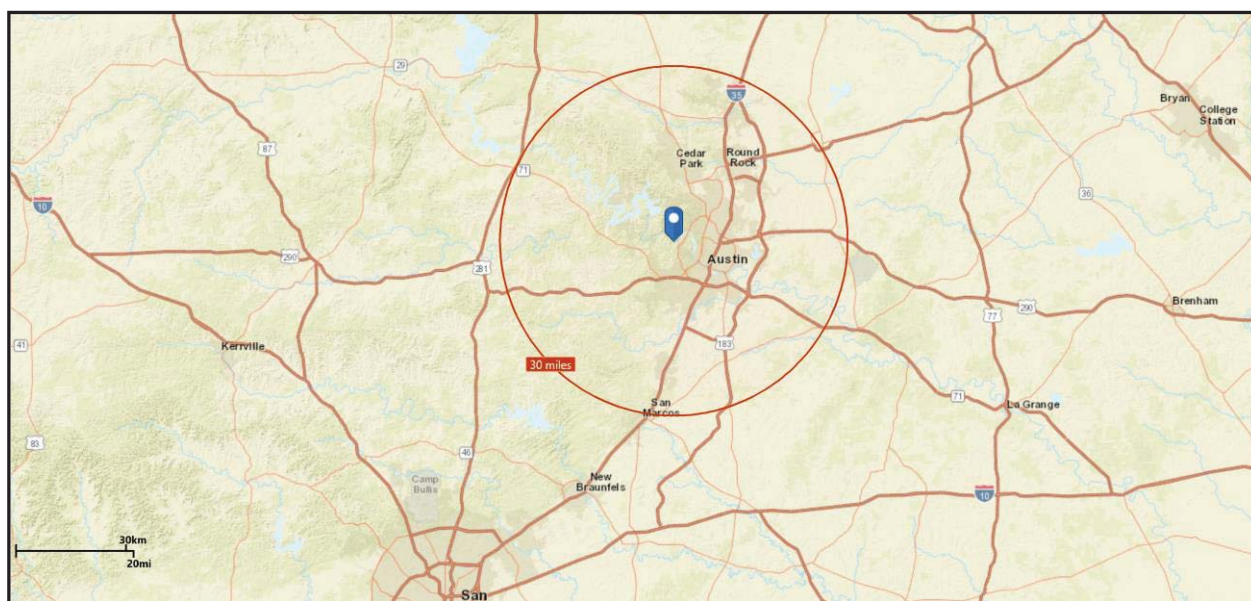 29
35
Bryan
College
Station
87
Cedar
Park
Round
Rock
71
36
10
290
Austin
281
290
Brenham
77
41
Kerrville
183
30 miles
San
Marcos
71
La Grange
83
46
Camp
Bullis
New
Braunfels
10
30km
20mi
San